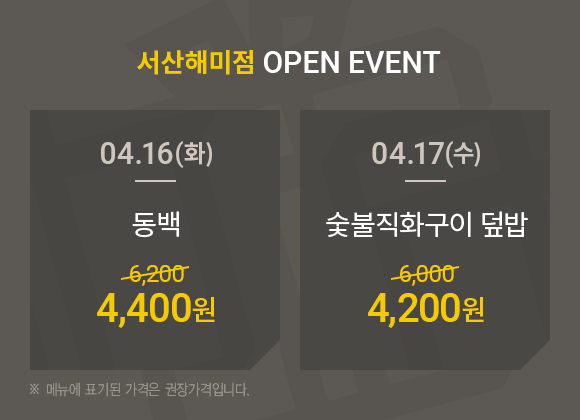 서산해미점 OPEN EVENT
04.16(화)
동백
6,200
4,400원
04.17(수)
숯불직화구이 덮밥
6,000
4,200원
※ 메뉴에 표기된 가격은 권장가격입니다.